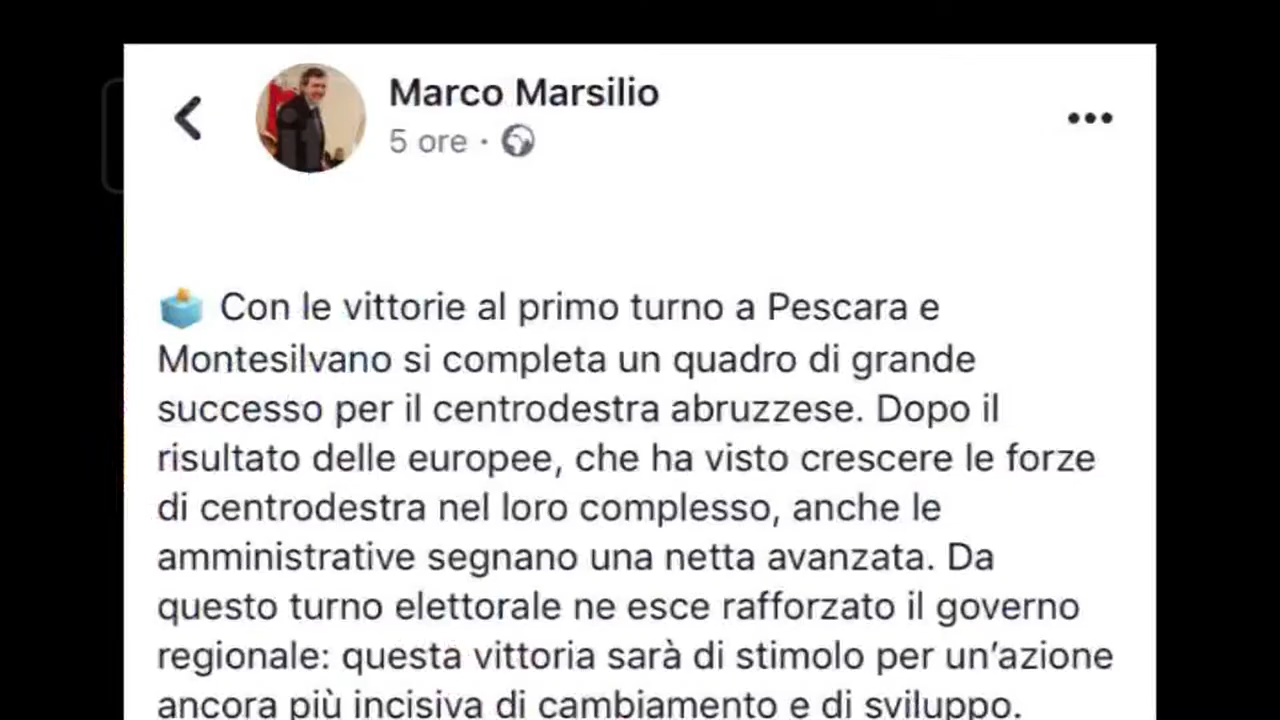 Marco Marsilio
5 ore ·
Con le vittorie al primo turno a Pescara e
Montesilvano si completa un quadro di grande
successo per il centrodestra abruzzese. Dopo il
risultato delle europee, che ha visto crescere le forze
di centrodestra nel loro complesso, anche le
amministrative segnano una netta avanzata. Da
questo turno elettorale ne esce rafforzato il governo
regionale: questa vittoria sarà di stimolo per un’azione
ancora più incisiva di cambiamento e di sviluppo.